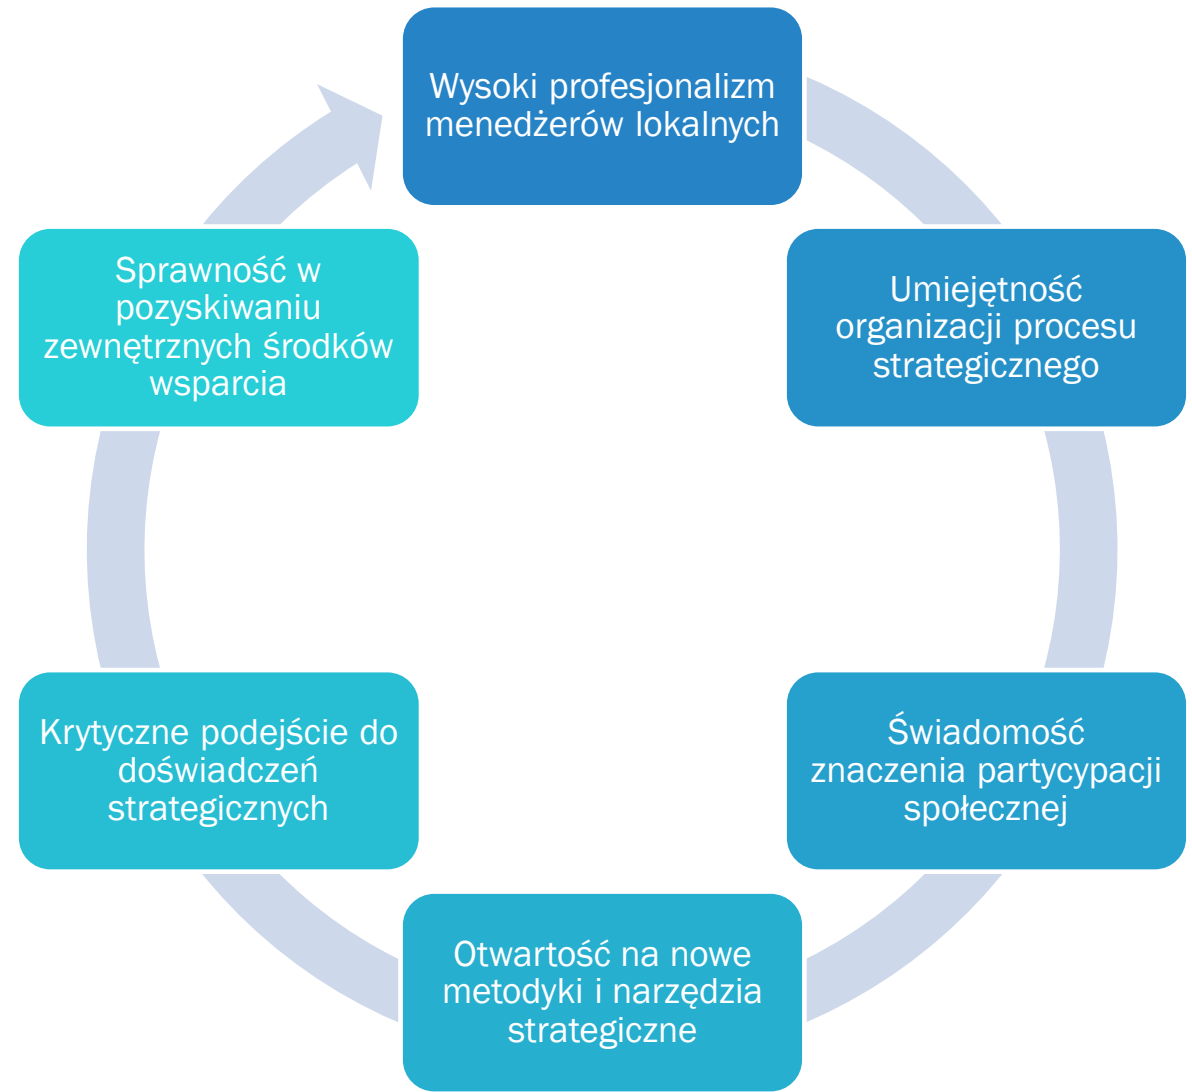 Wysoki profesjonalizm
menedżerów lokalnych
Umiejętność
organizacji procesu
strategicznego
Świadomość
znaczenia partycypacji
społecznej
Otwartość na nowe
metodyki i narzędzia
strategiczne
Krytyczne podejście do
doświadczeń
strategicznych
Sprawność w
pozyskiwaniu
zewnętrznych środków
wsparcia